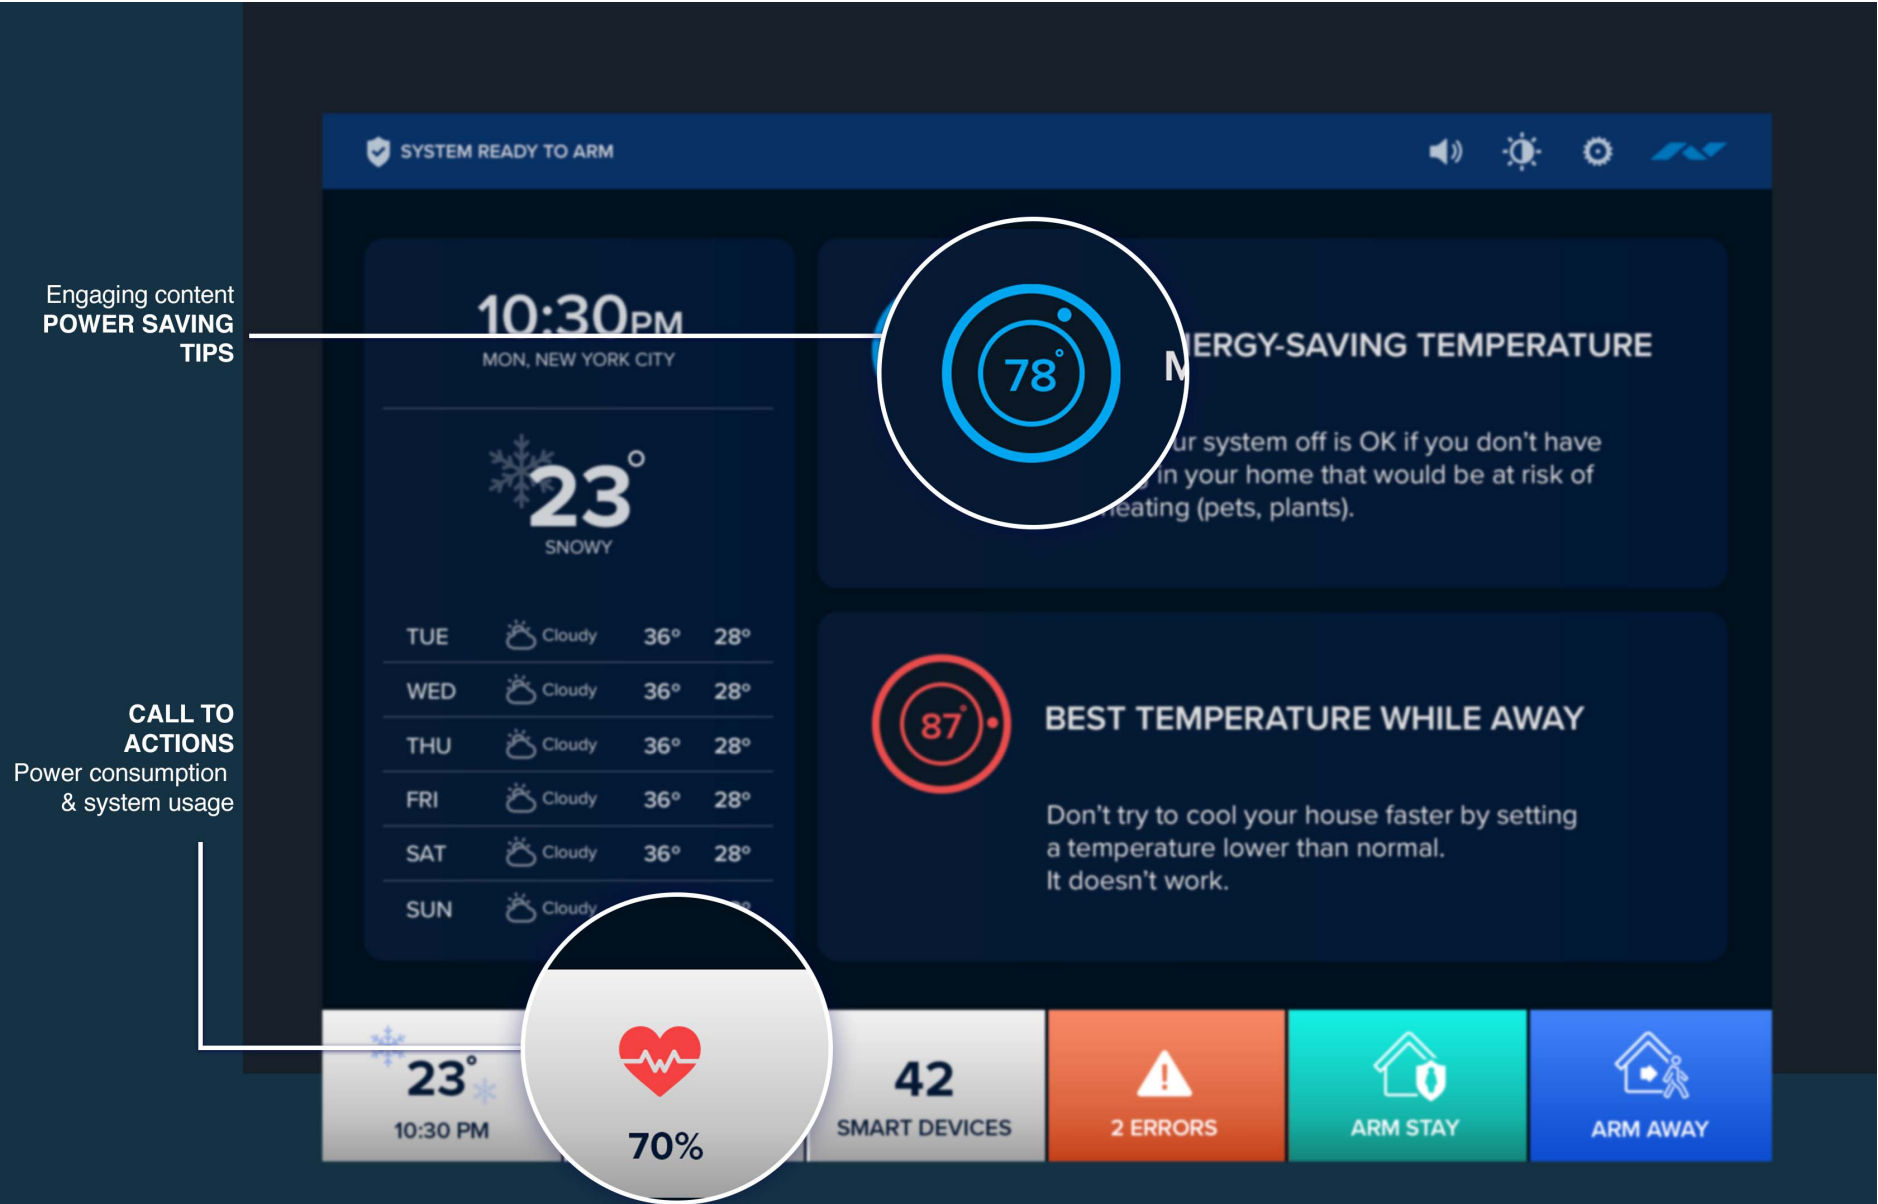 SYSTEM READY TO ARM
Engaging content
POWER SAVING
TIPS
10:30PM
MON, NEW YORK CITY
23°
SNOWY
TUE Cloudy 36° 28°
WED Cloudy 36° 28°
THU Cloudy 36° 28°
FRI Cloudy 36° 28°
SAT Cloudy 36° 28°
SUN Cloudy
78°
ERGY-SAVING TEMPERATURE
system off is OK if you don't have
in your home that would be at risk of
eating (pets, plants).
87°
BEST TEMPERATURE WHILE AWAY
Don't try to cool your house faster by setting
a temperature lower than normal.
It doesn't work.
CALL TO
ACTIONS
Power consumption
& system usage
23°
10:30 PM
70%
42
SMART DEVICES
2 ERRORS
ARM STAY
ARM AWAY